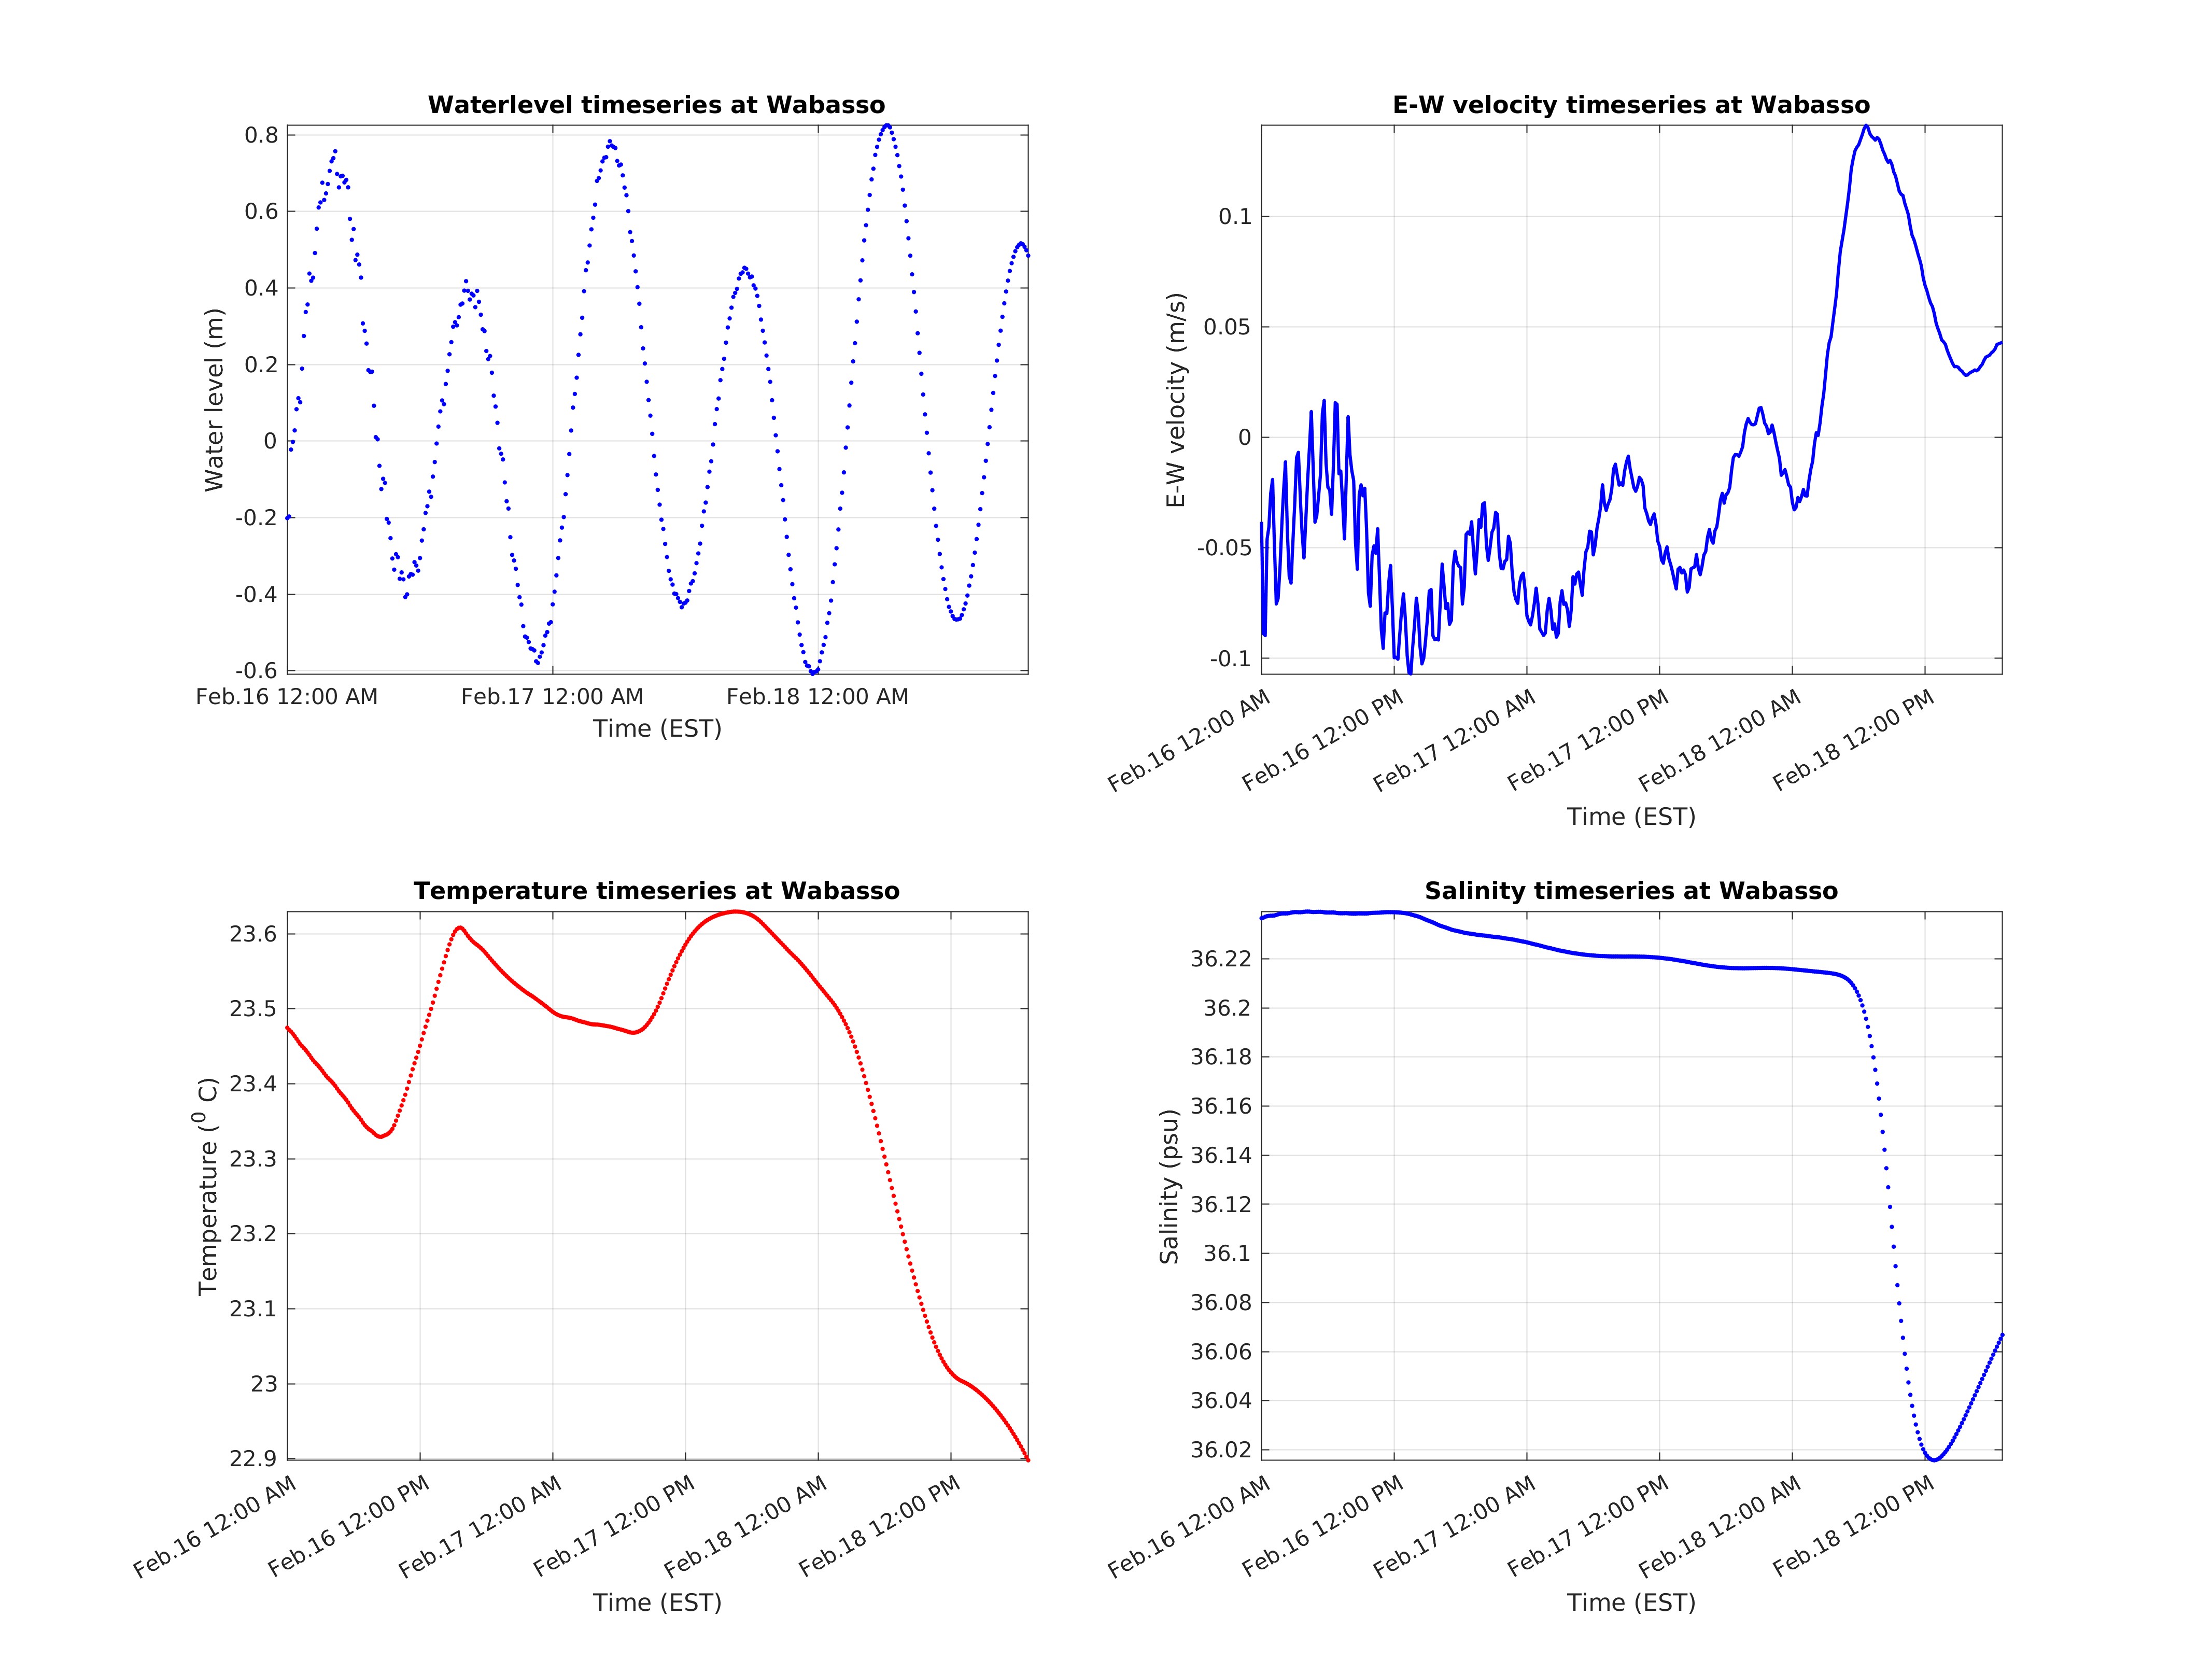 Waterlevel timeseries at Wabasso
Water level (m)
0.8
0.6
0.4
0.2
0
-0.2
-0.4
-0.6
Feb.16 12:00 AM Feb.17 12:00 AM Feb.18 12:00 AM
Time (EST)
E-W velocity timeseries at Wabasso
E-W velocity (m/s)
0.1
0.05
0
-0.05
-0.1
Feb.16 12:00 AM Feb.16 12:00 PM Feb.17 12:00 AM Feb.17 12:00 PM Feb.18 12:00 AM Feb.18 12:00 PM
Time (EST)
Temperature timeseries at Wabasso
Temperature (⁰ C)
23.6
23.5
23.4
23.3
23.2
23.1
23
22.9
Feb.16 12:00 AM Feb.16 12:00 PM Feb.17 12:00 AM Feb.17 12:00 PM Feb.18 12:00 AM Feb.18 12:00 PM
Time (EST)
Salinity timeseries at Wabasso
Salinity (psu)
36.22
36.2
36.18
36.16
36.14
36.12
36.1
36.08
36.06
36.04
36.02
Feb.16 12:00 AM Feb.16 12:00 PM Feb.17 12:00 AM Feb.17 12:00 PM Feb.18 12:00 AM Feb.18 12:00 PM
Time (EST)